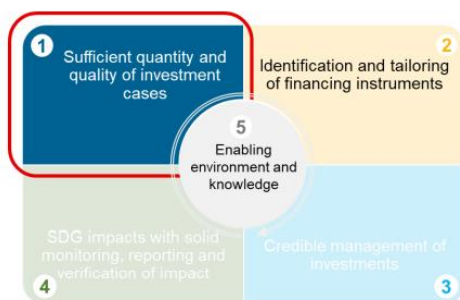 1
Sufficient quantity and
quality of investment
cases
2
Identification and tailoring
of financing instruments
5
Enabling
environment and
knowledge
SDG impacts with solid
monitoring, reporting and
verification of impact
4
Credible management of
investments
3